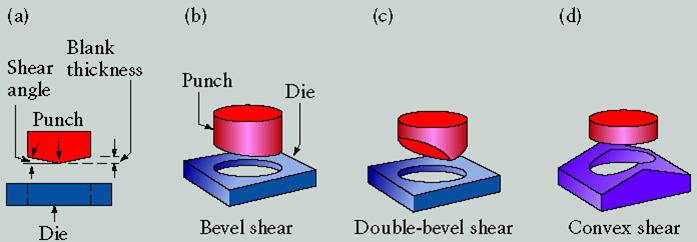 (a)
Shear
angle
Blank
thickness
Punch
Die
(b)
Punch
Die
Bevel shear
(c)
Double-bevel shear
(d)
Convex shear